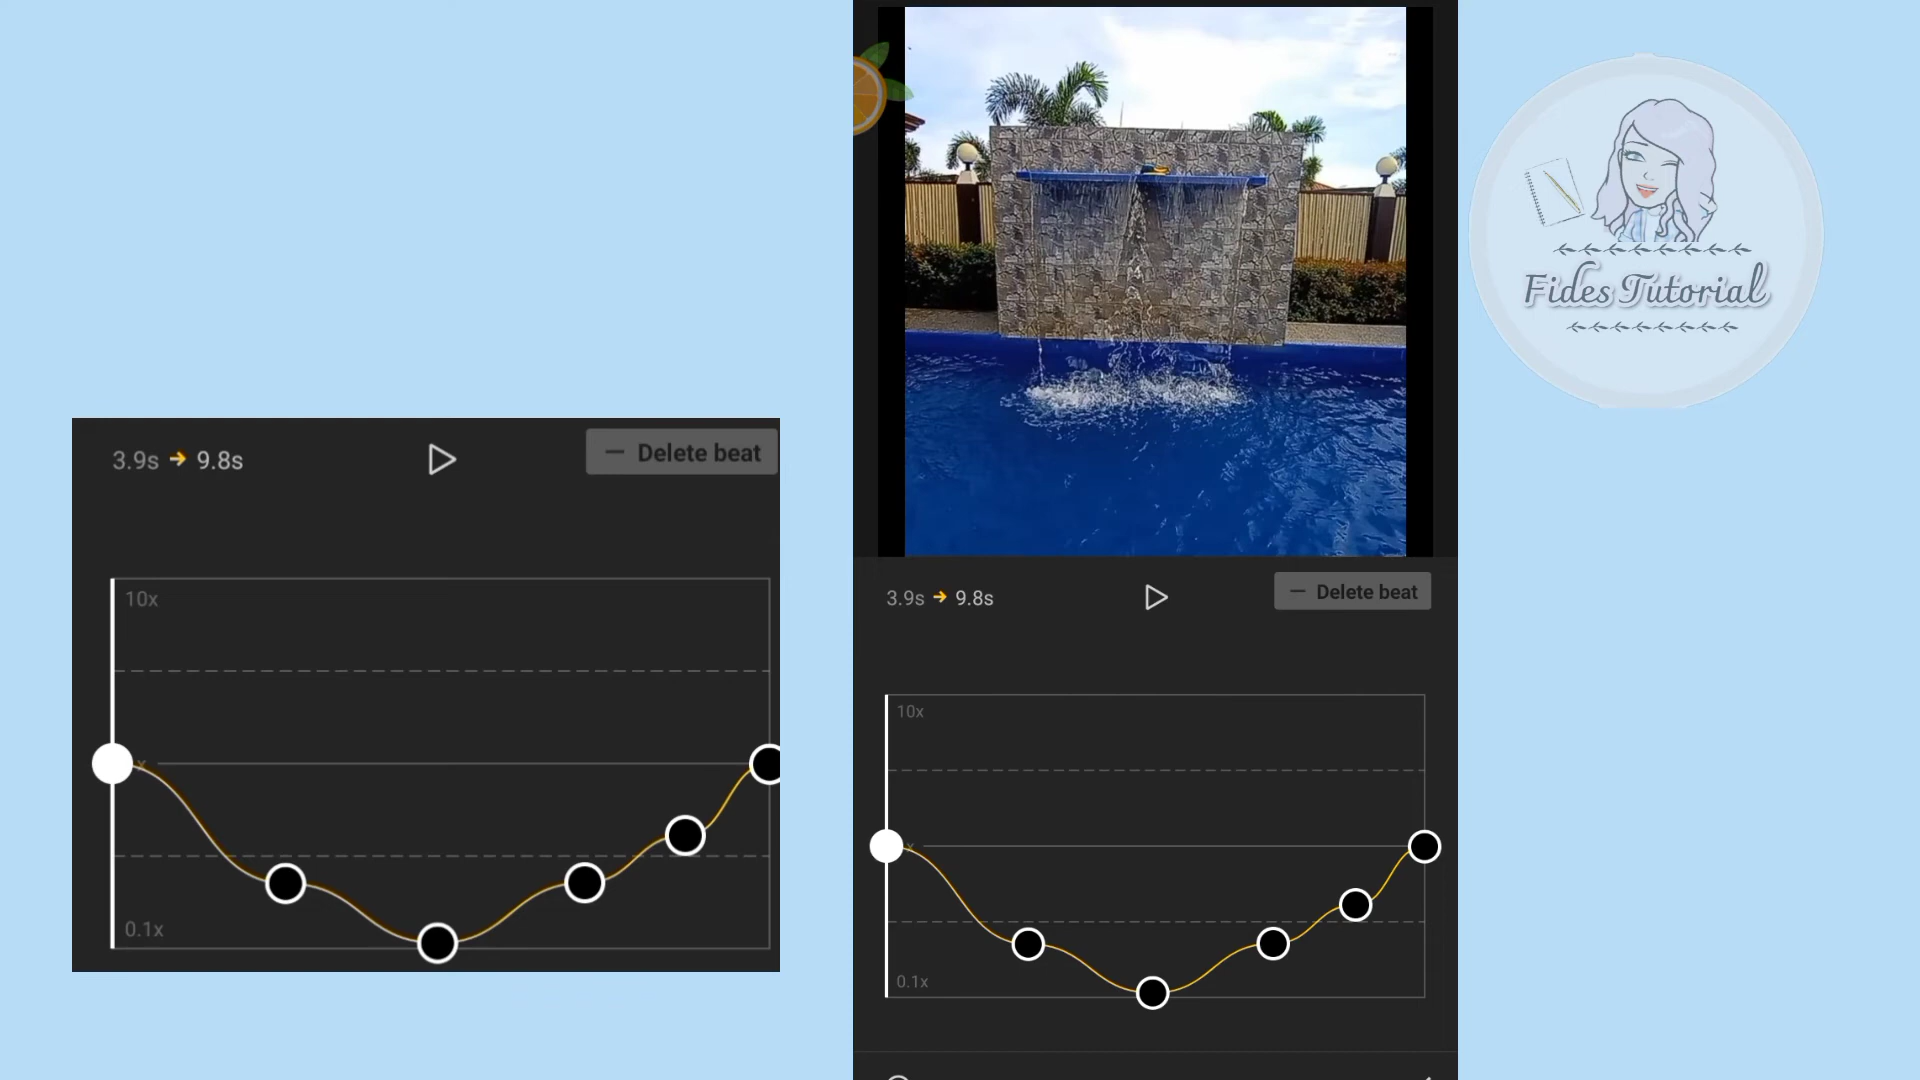 3.9s → 9.8s
— Delete beat
10x
x
0.1x
3.9s → 9.8s
— Delete beat
10x
x
0.1x
Fides Tutorial